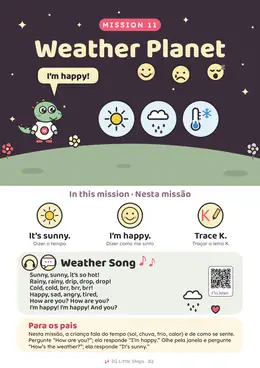 MISSION 11
Weather Planet
I'm happy!
In this mission · Nesta missão
It's sunny.
Dizer o tempo
I'm happy.
Dizer como me sinto
K
Trace K.
Traçar a letra K.
Weather Song
Sunny, sunny, it's so hot!
Rainy, rainy, drip, drop, drop!
Cold, cold, brr, brr, brr!
Happy, sad, angry, tired,
How are you? How are you?
I'm happy! I'm happy! And you?
Para os pais
Nesta missão, a criança fala do tempo (sol, chuva, frio, calor) e de como se sente.
Pergunte "How are you?"; ela responde "I'm happy." Olhe pela janela e pergunte
"How's the weather?"; ela responde "It's sunny."